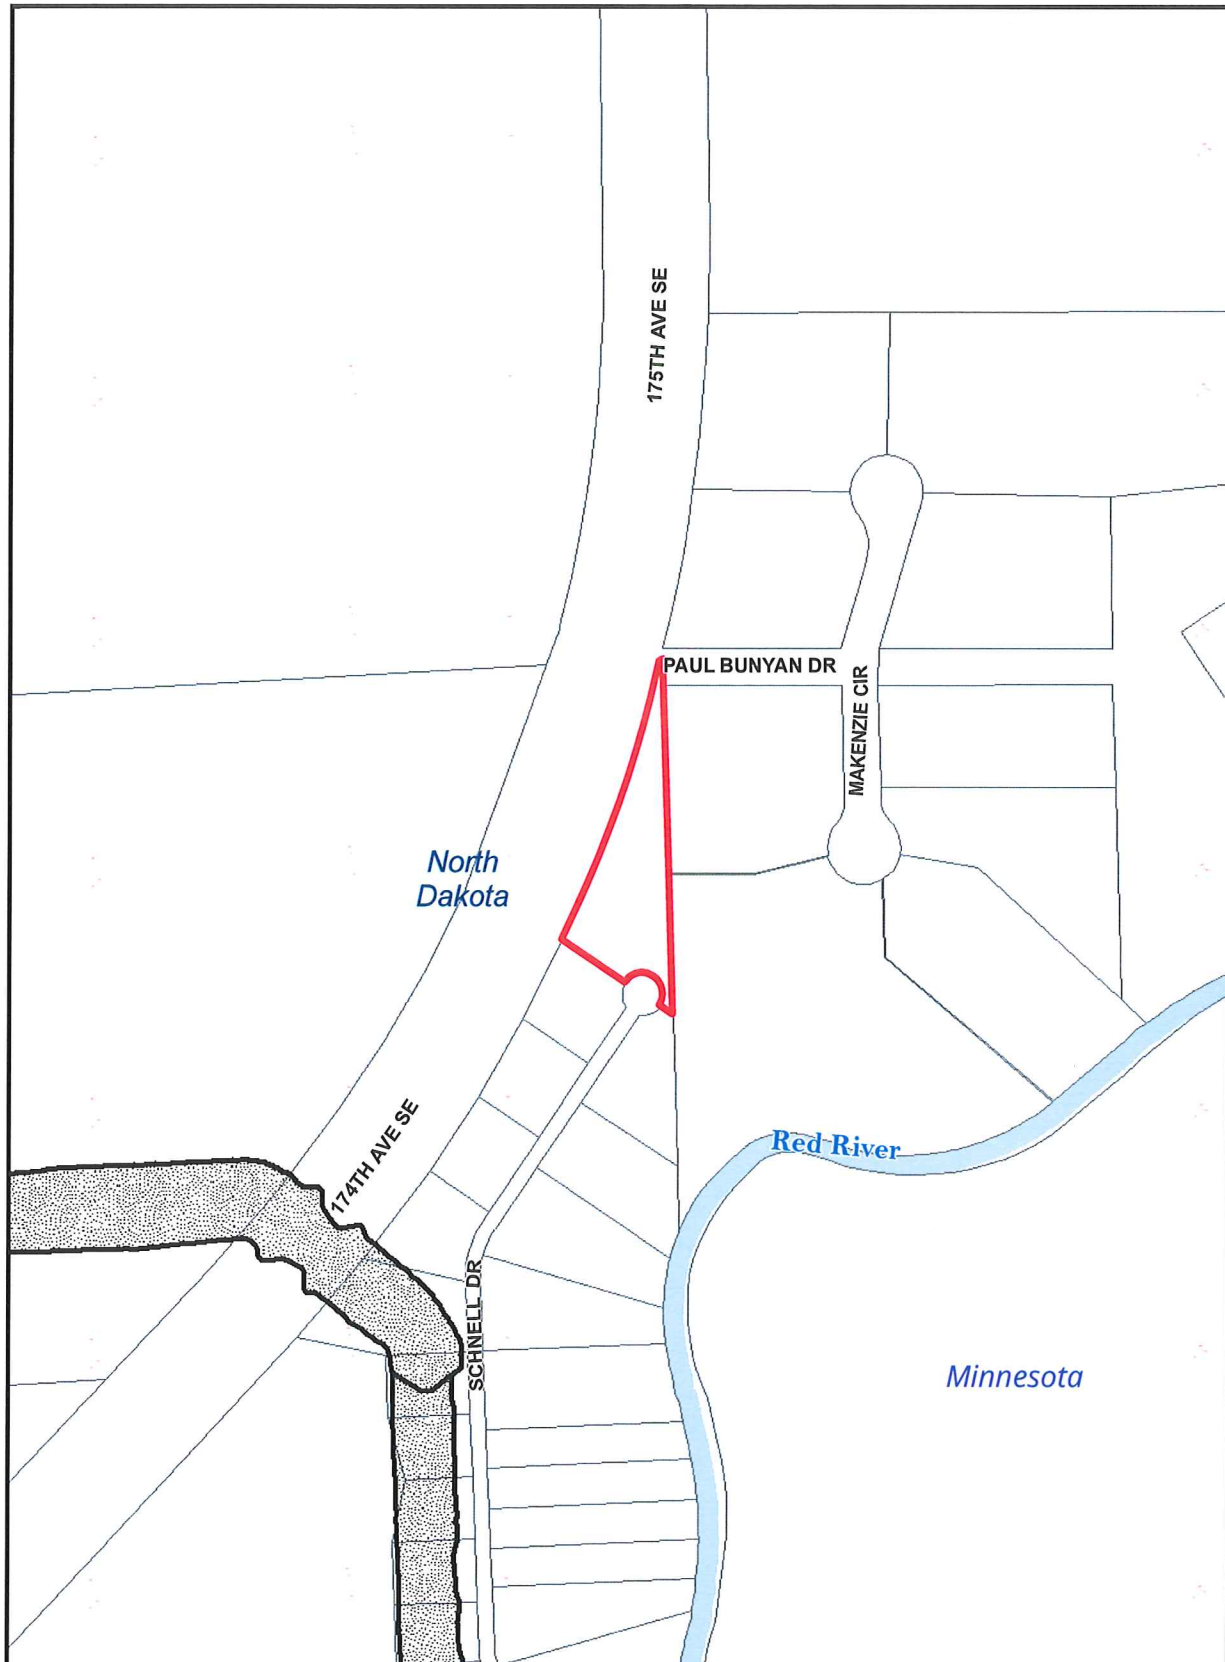 175TH AVE SE
PAUL BUNYAN DR
MAKENZIE CIR
North
Dakota
174TH AVE SE
Red River
SCHNELL DR
Minnesota